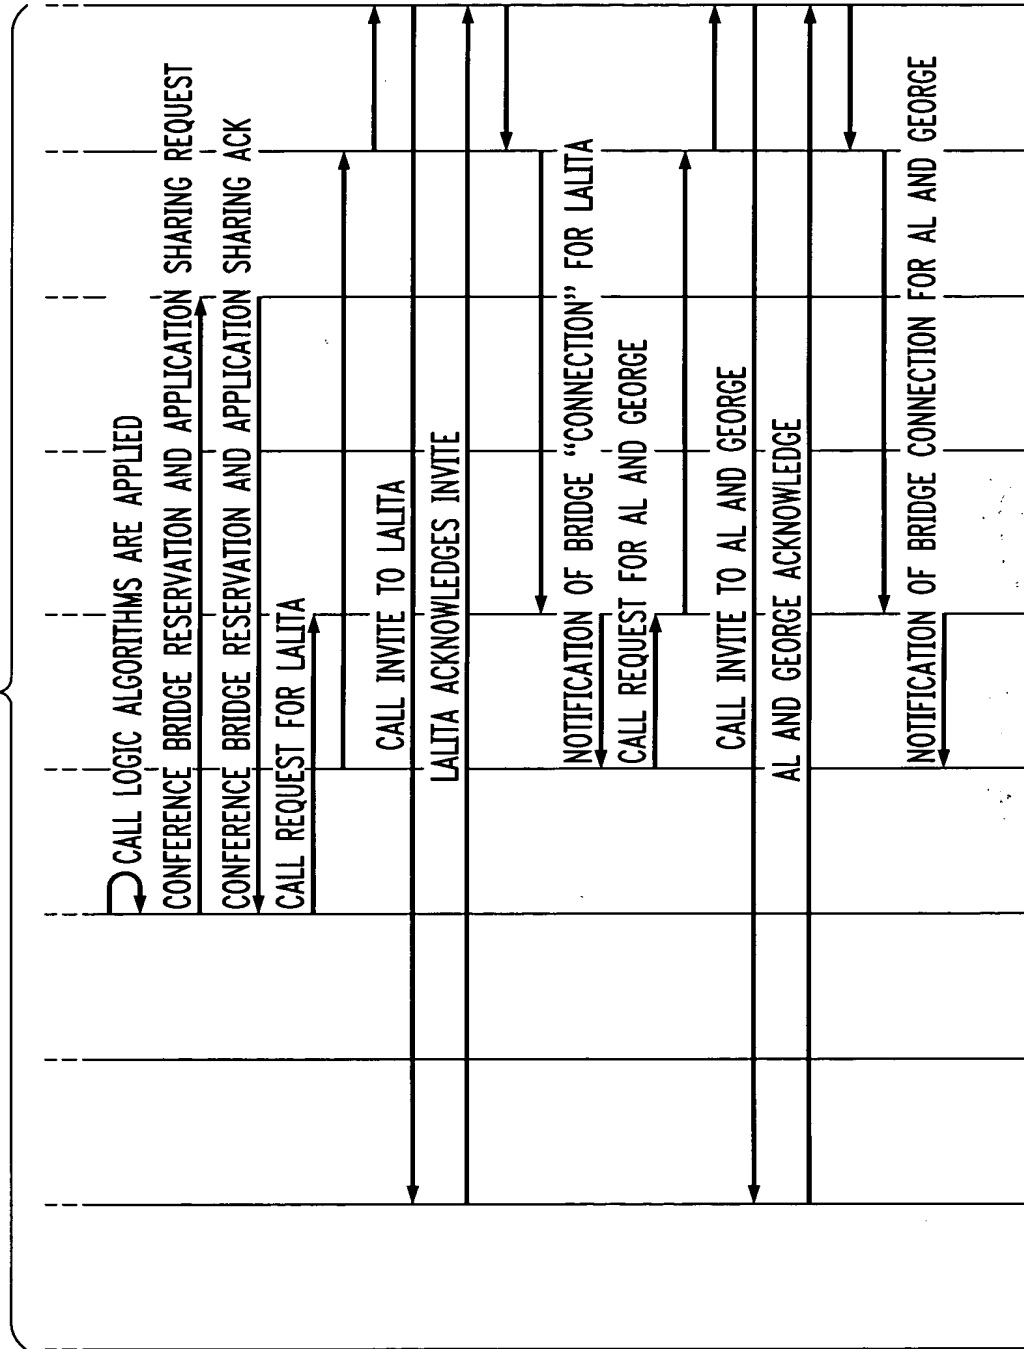 CALL LOGIC ALGORITHMS ARE APPLIED
CONFERENCE BRIDGE RESERVATION AND APPLICATION SHARING REQUEST
CONFERENCE BRIDGE RESERVATION AND APPLICATION SHARING ACK
CALL REQUEST FOR LALITA
CALL INVITE TO LALITA
LALITA ACKNOWLEDGES INVITE
NOTIFICATION OF BRIDGE “CONNECTION” FOR LALITA
CALL REQUEST FOR AL AND GEORGE
CALL INVITE TO AL AND GEORGE
AL AND GEORGE ACKNOWLEDGE
NOTIFICATION OF BRIDGE CONNECTION FOR AL AND GEORGE